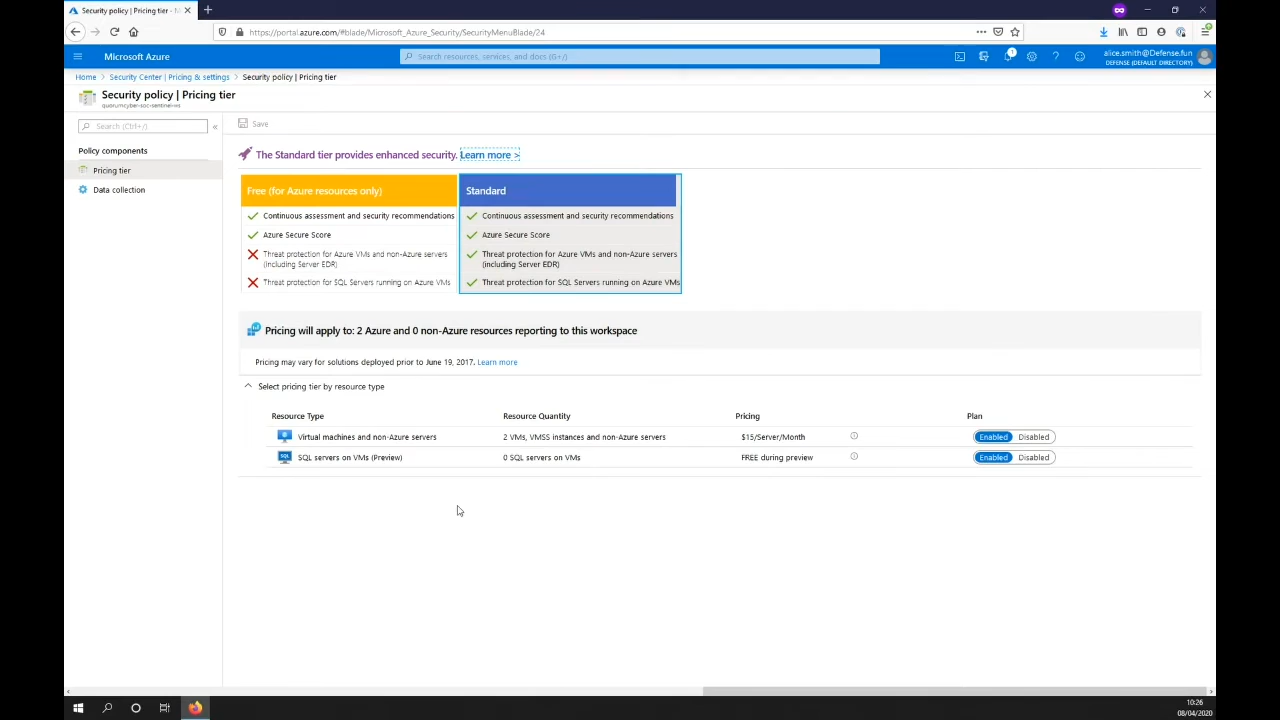 Security policy | Pricing tier - M
https://portal.azure.com/#blade/Microsoft_Azure_Security/SecurityMenuBlade/24
Microsoft Azure
Search resources, services, and docs (G+/)
1
alice.smith@Defense.fun
DEFENSE (DEFAULT DIRECTORY)
Home > Security Center | Pricing & settings > Security policy | Pricing tier
Security policy | Pricing tier
quorumcyber-soc-sentinel-ws
Search (Ctrl+/)
«
Save
Policy components
Pricing tier
Data collection
The Standard tier provides enhanced security. Learn more >
Free (for Azure resources only)
Continuous assessment and security recommendations
Azure Secure Score
Threat protection for Azure VMs and non-Azure servers
(including Server EDR)
Threat protection for SQL Servers running on Azure VMs
Standard
Continuous assessment and security recommendations
Azure Secure Score
Threat protection for Azure VMs and non-Azure servers
(including Server EDR)
Threat protection for SQL Servers running on Azure VMs
Pricing will apply to: 2 Azure and 0 non-Azure resources reporting to this workspace
Pricing may vary for solutions deployed prior to June 19, 2017. Learn more
Select pricing tier by resource type
Resource Type Resource Quantity Pricing Plan
Virtual machines and non-Azure servers 2 VMs, VMSS instances and non-Azure servers $15/Server/Month Enabled Disabled
SQL SQL servers on VMs (Preview) 0 SQL servers on VMs FREE during preview Enabled Disabled
10:26
08/04/2020